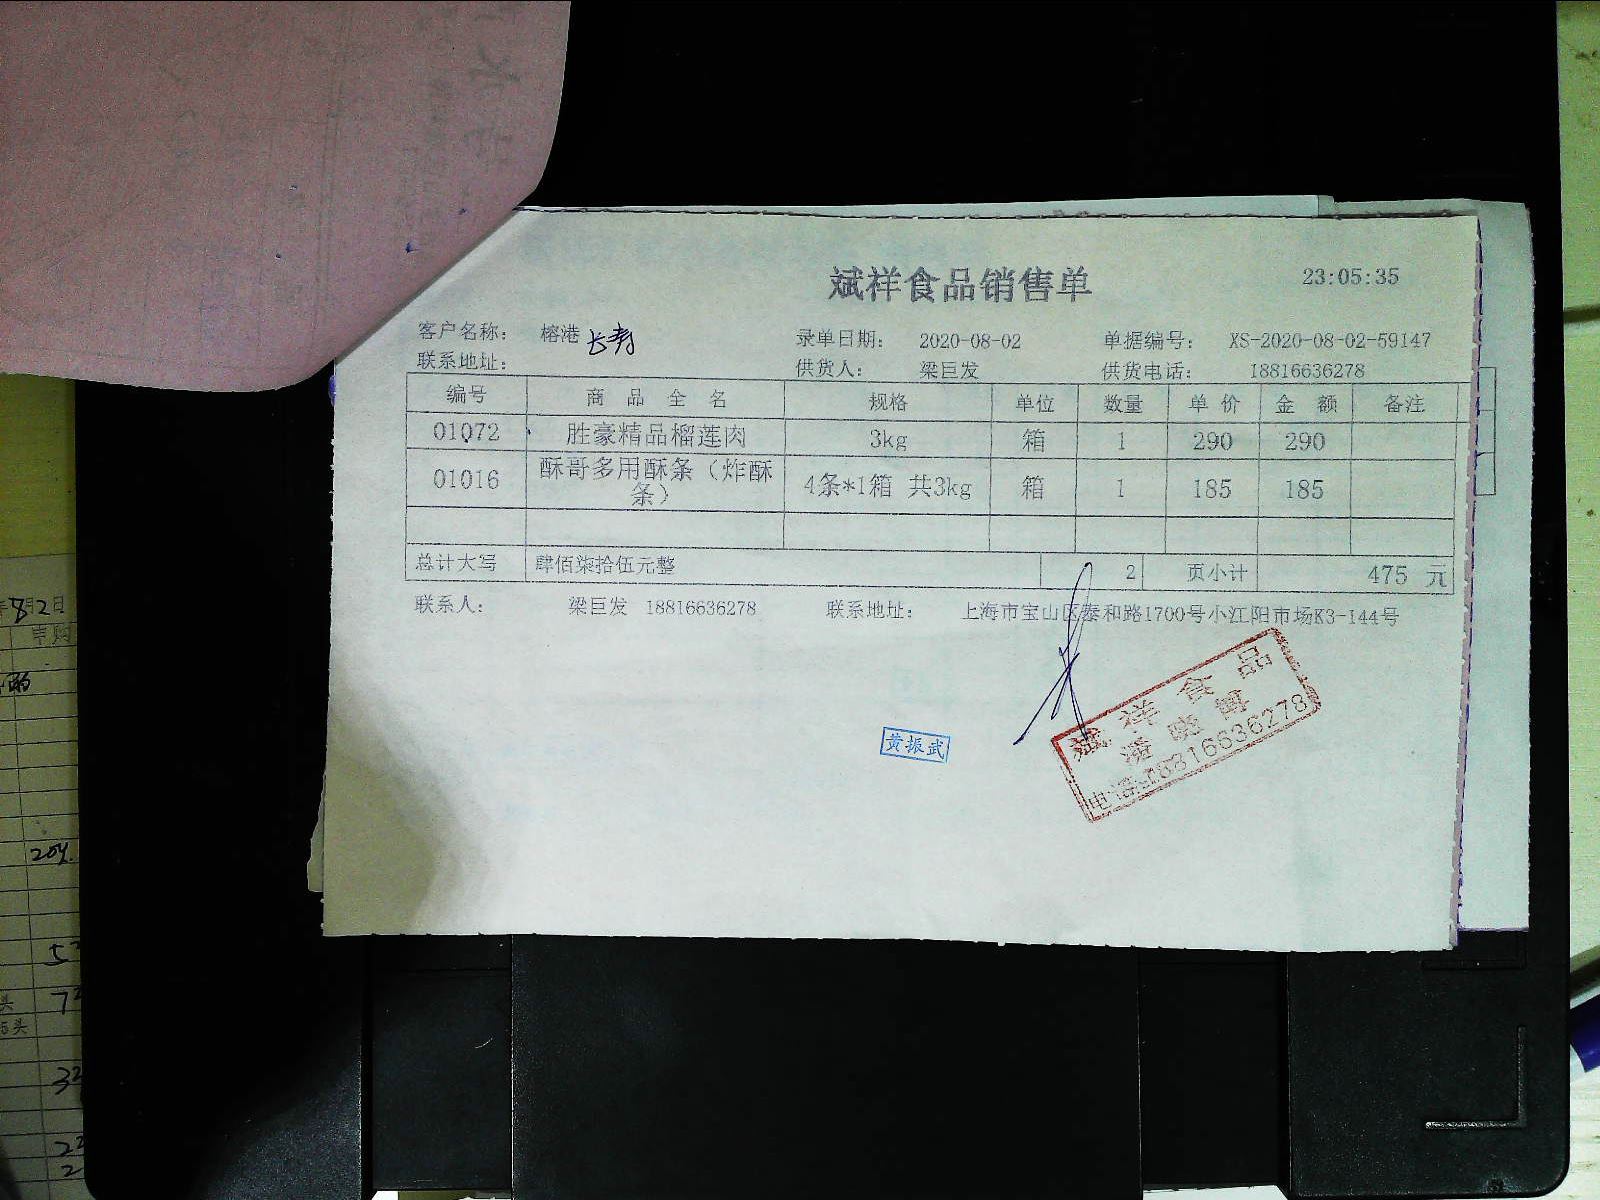 斌祥食品销售单 23:05:35
客户名称： 榕港 长寿 录单日期： 2020-08-02 单据编号： XS-2020-08-02-59147
联系地址： 供货人： 梁巨发 供货电话： 18816636278
编号 商品全名 规格 单位 数量 单价 金额 备注
01072 胜豪精品榴莲肉 3kg 箱 1 290 290
01016 酥哥多用酥条（炸酥条） 4条*1箱 共3kg 箱 1 185 185
总计大写 肆佰柒拾伍元整 2 页小计 475 元
联系人： 梁巨发 18816636278 联系地址： 上海市宝山区泰和路1700号小江阳市场K3-144号
黄振武
斌祥食品
电话:18816636278
8月2日
申购